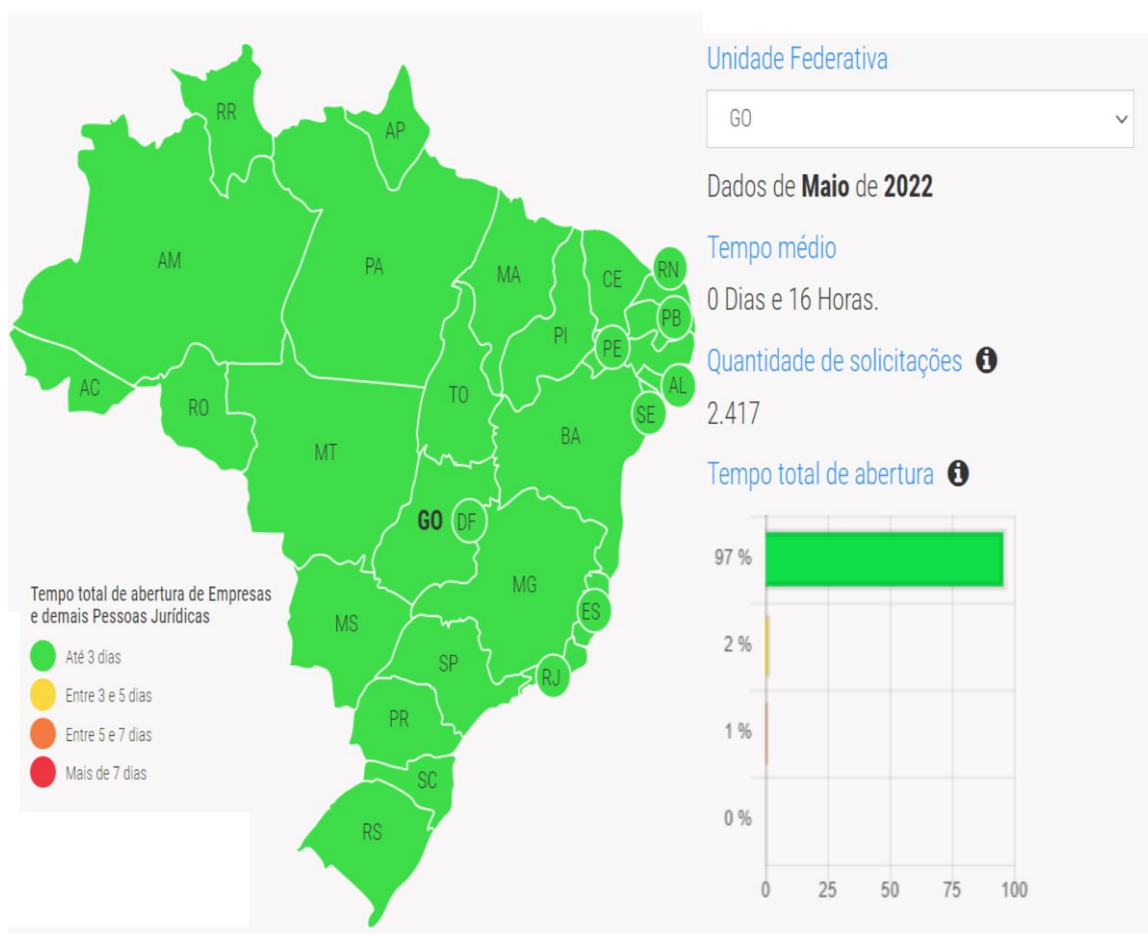 RR
AP
AM
PA
MA
CE
RN
PB
PI
PE
AC
RO
TO
AL
SE
MT
BA
GO
DF
MG
ES
MS
SP
RJ
PR
SC
RS
Tempo total de abertura de Empresas
e demais Pessoas Jurídicas
Até 3 dias
Entre 3 e 5 dias
Entre 5 e 7 dias
Mais de 7 dias
Unidade Federativa
GO
Dados de Maio de 2022
Tempo médio
0 Dias e 16 Horas.
Quantidade de solicitações i
2.417
Tempo total de abertura i
97 %
2 %
1 %
0 %
0 25 50 75 100